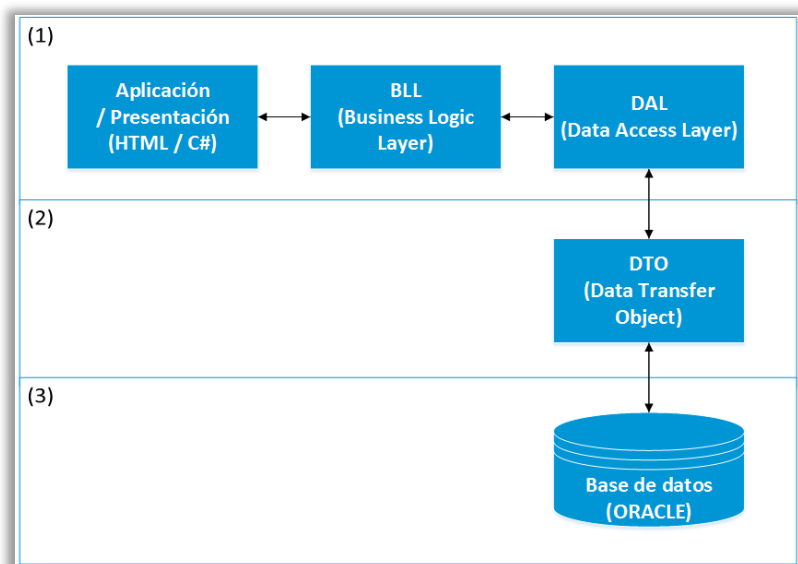 (1)
Aplicación
/ Presentación
(HTML / C#)
BLL
(Business Logic
Layer)
DAL
(Data Access Layer)
(2)
DTO
(Data Transfer
Object)
(3)
Base de datos
(ORACLE)